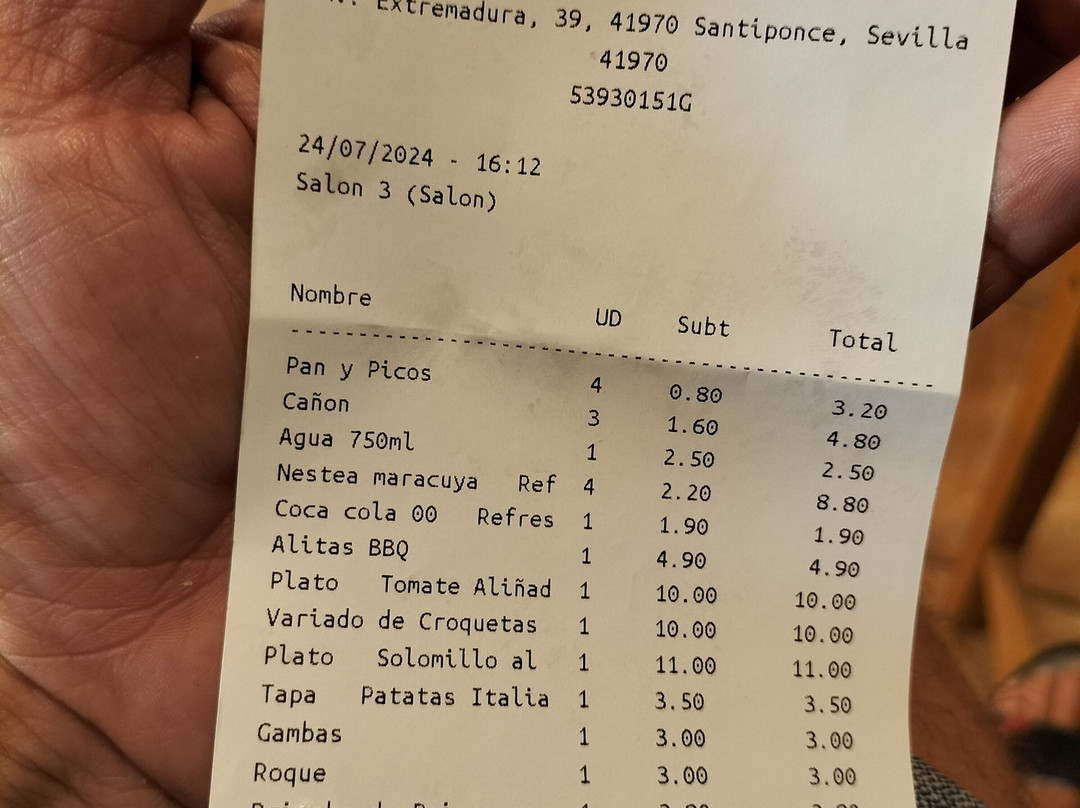 Extremadura, 39, 41970 Santiponce, Sevilla
41970
53930151G
24/07/2024 - 16:12
Salon 3 (Salon)
Nombre UD Subt Total
Pan y Picos 4 0.80 3.20
Cañon 3 1.60 4.80
Agua 750ml 1 2.50 2.50
Nestea maracuya Ref 4 2.20 8.80
Coca cola 00 Refres 1 1.90 1.90
Alitas BBQ 1 4.90 4.90
Plato Tomate Aliñad 1 10.00 10.00
Variado de Croquetas 1 10.00 10.00
Plato Solomillo al 1 11.00 11.00
Tapa Patatas Italia 1 3.50 3.50
Gambas 1 3.00 3.00
Roque 1 3.00 3.00